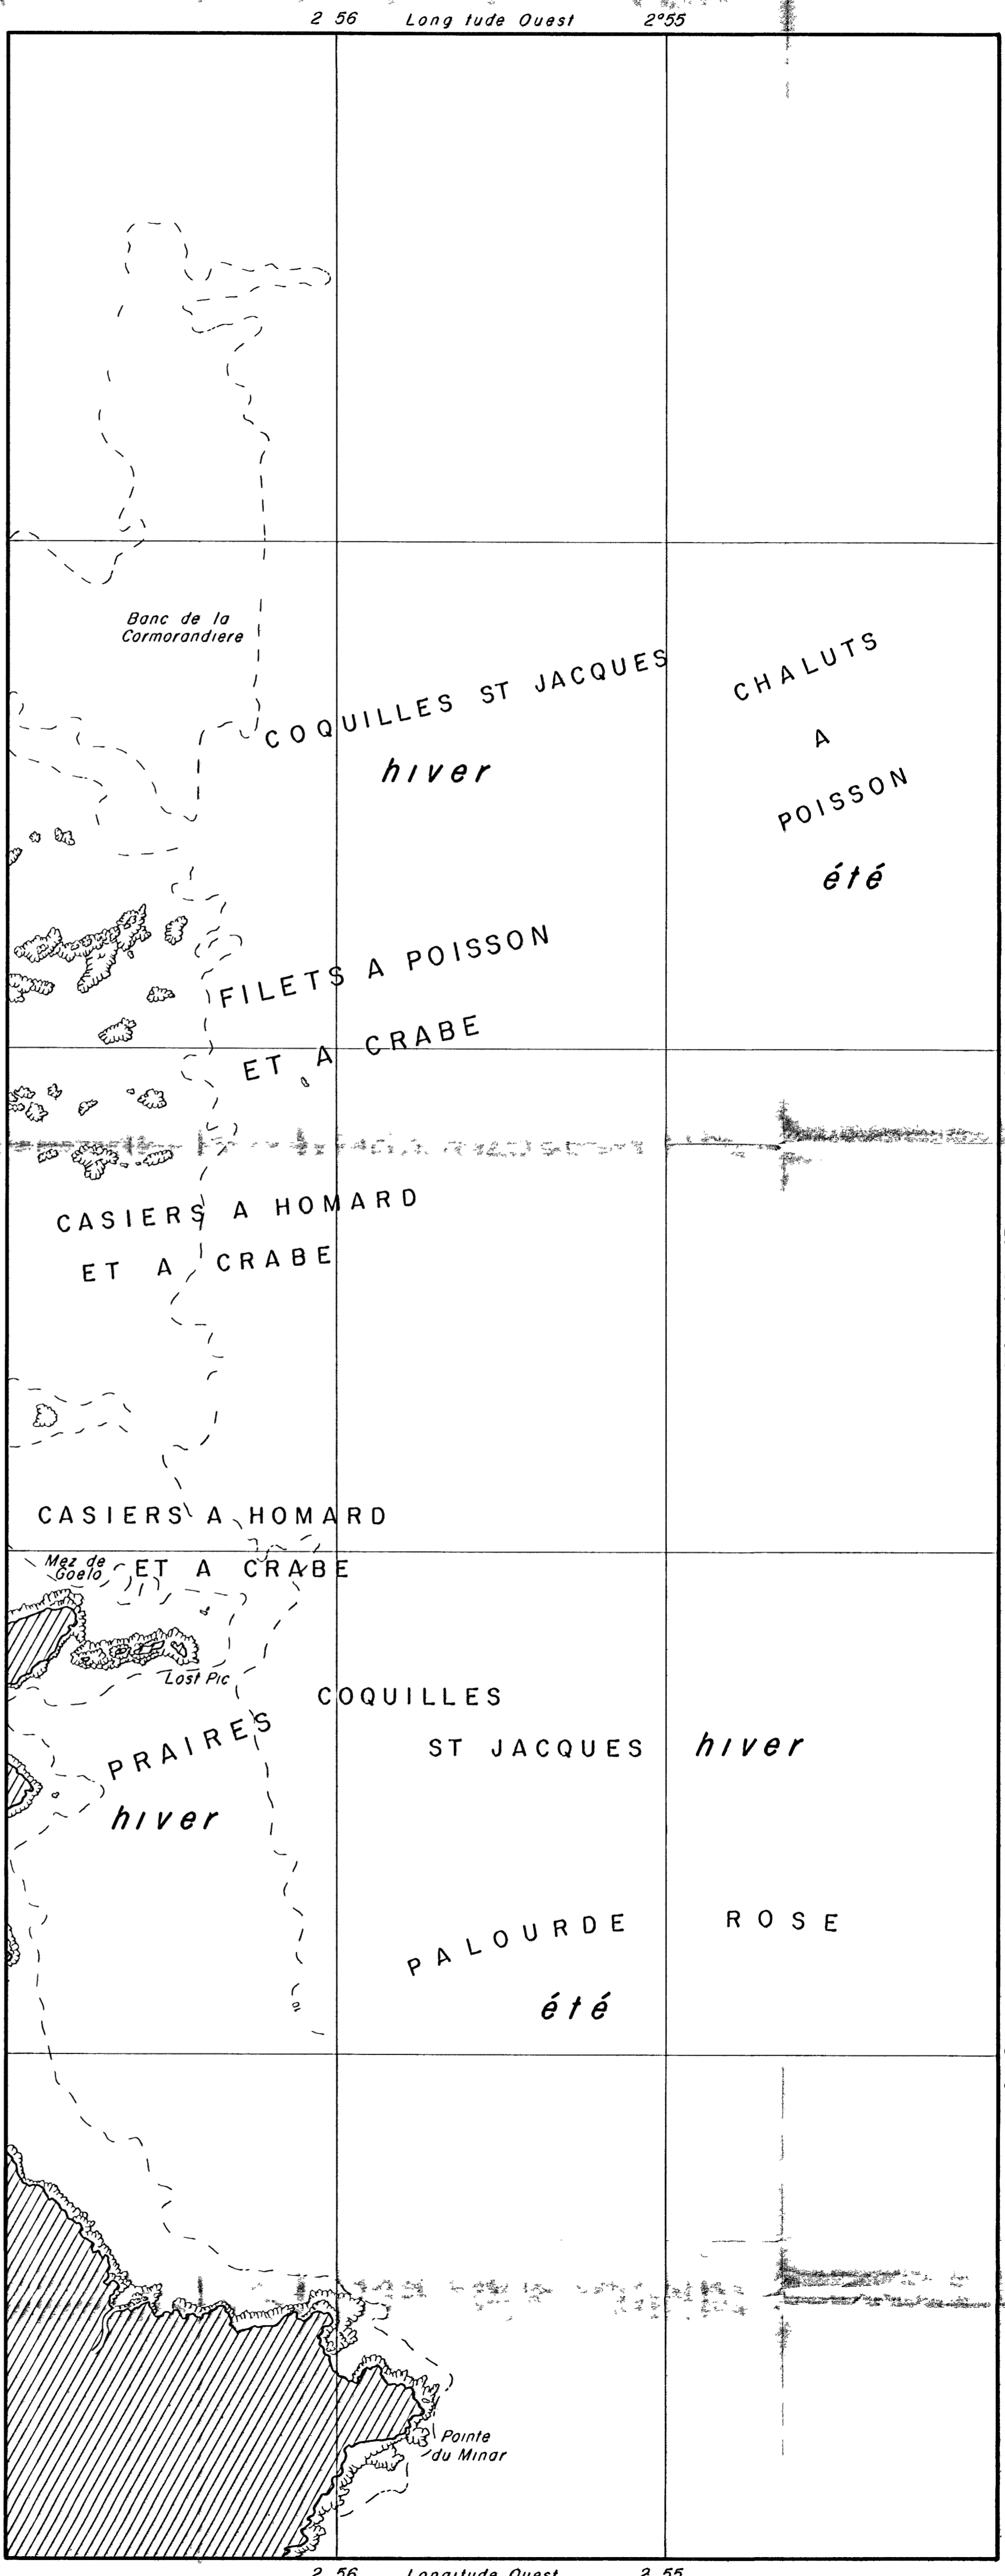 2 56 Long tude Ouest 2°55
Banc de la
Cormorandiere
COQUILLES ST JACQUES
hiver
CHALUTS
A
POISSON
été
FILETS A POISSON
ET A CRABE
CASIERS A HOMARD
ET A CRABE
CASIERS A HOMARD
ET A CRABE
Mez de
Goelo
Lost Pic
COQUILLES
ST JACQUES hiver
PRAIRES
hiver
PALOURDE ROSE
été
Pointe
du Minar
2 56 Longitude Ouest 2 55